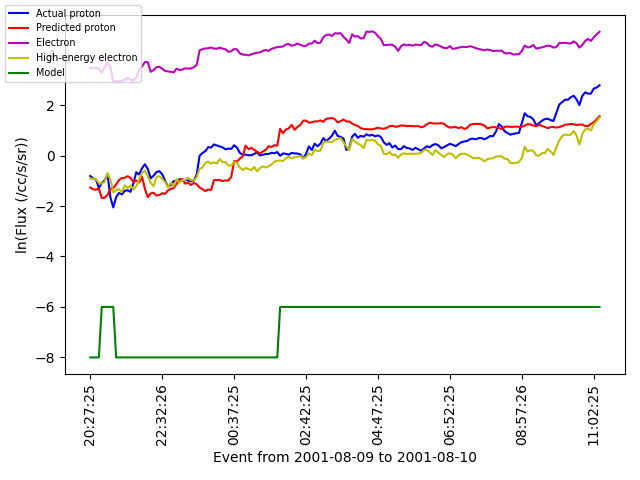 Actual proton
Predicted proton
Electron
High-energy electron
Model
ln(Flux (/cc/s/sr))
2
0
−2
−4
−6
−8
20:27:25
22:32:26
00:37:25
02:42:25
04:47:25
06:52:25
08:57:26
11:02:25
Event from 2001-08-09 to 2001-08-10